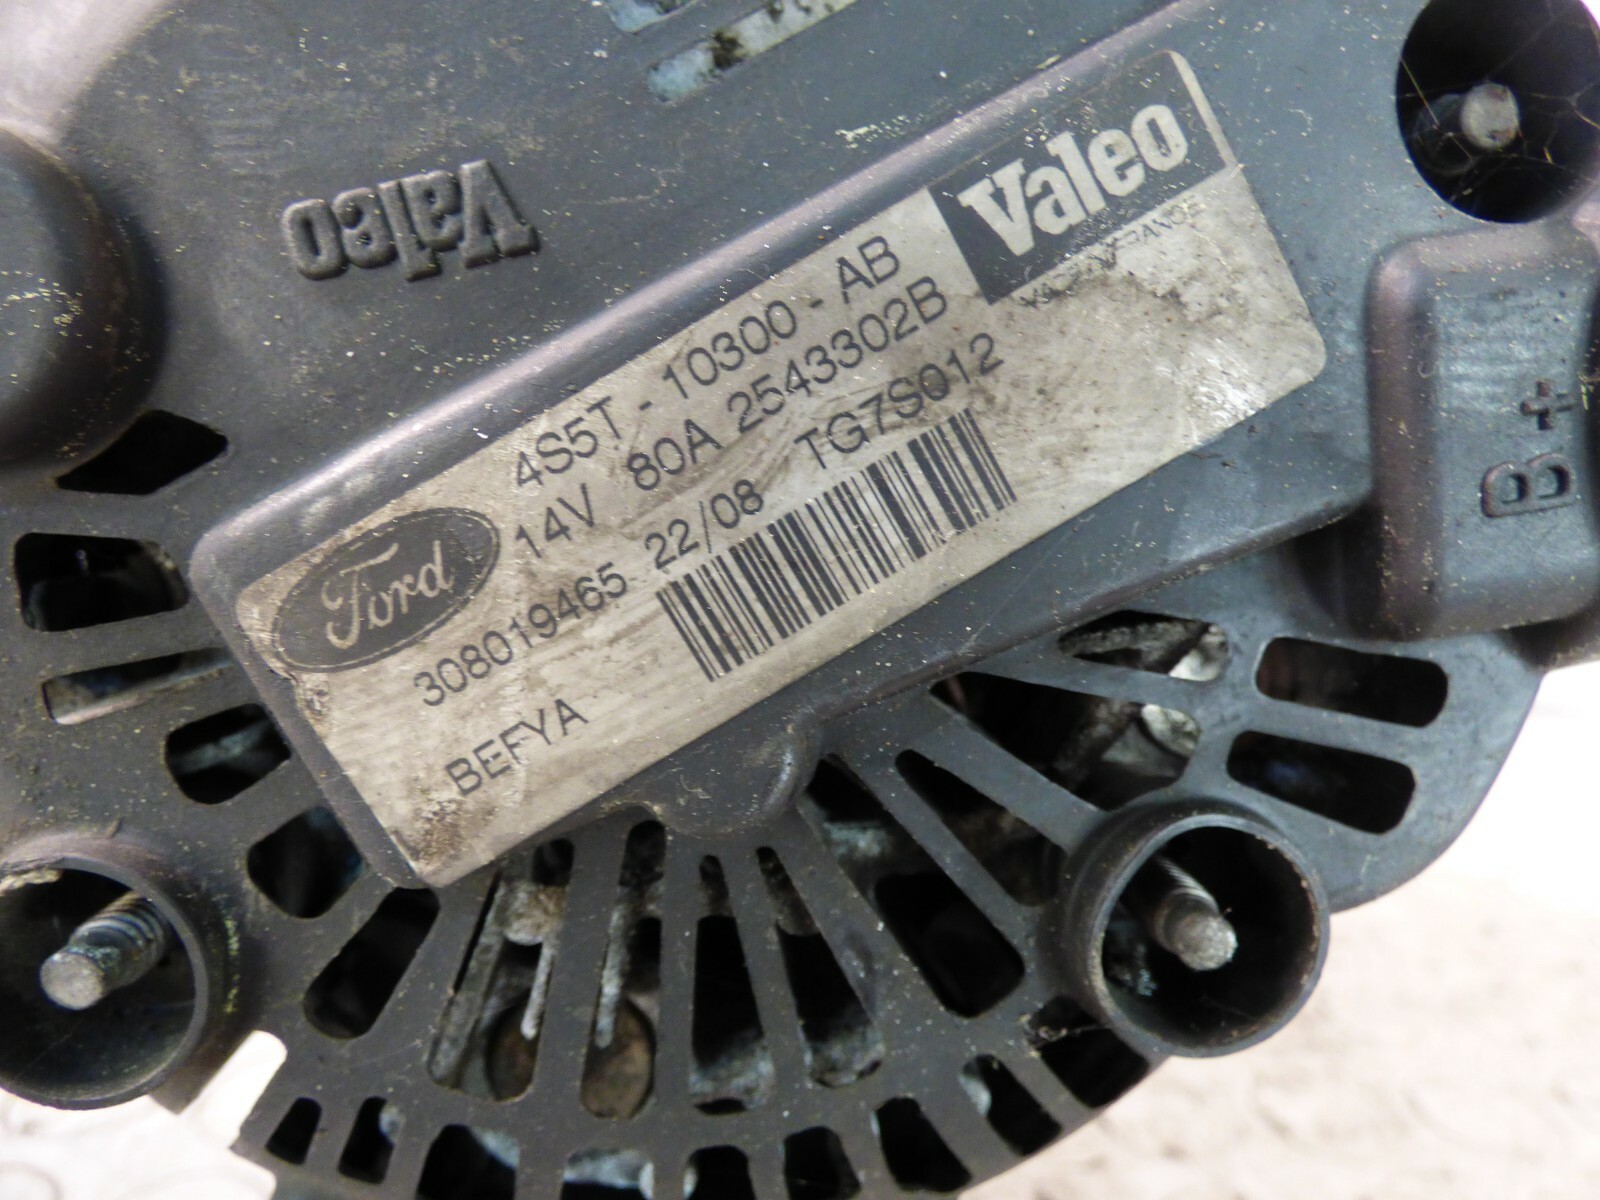 Valeo
Valeo
4S5T - 10300 - AB
14V 80A 2543302B
Ford
308019465 22/08 TG7S012
BEFYA
B+